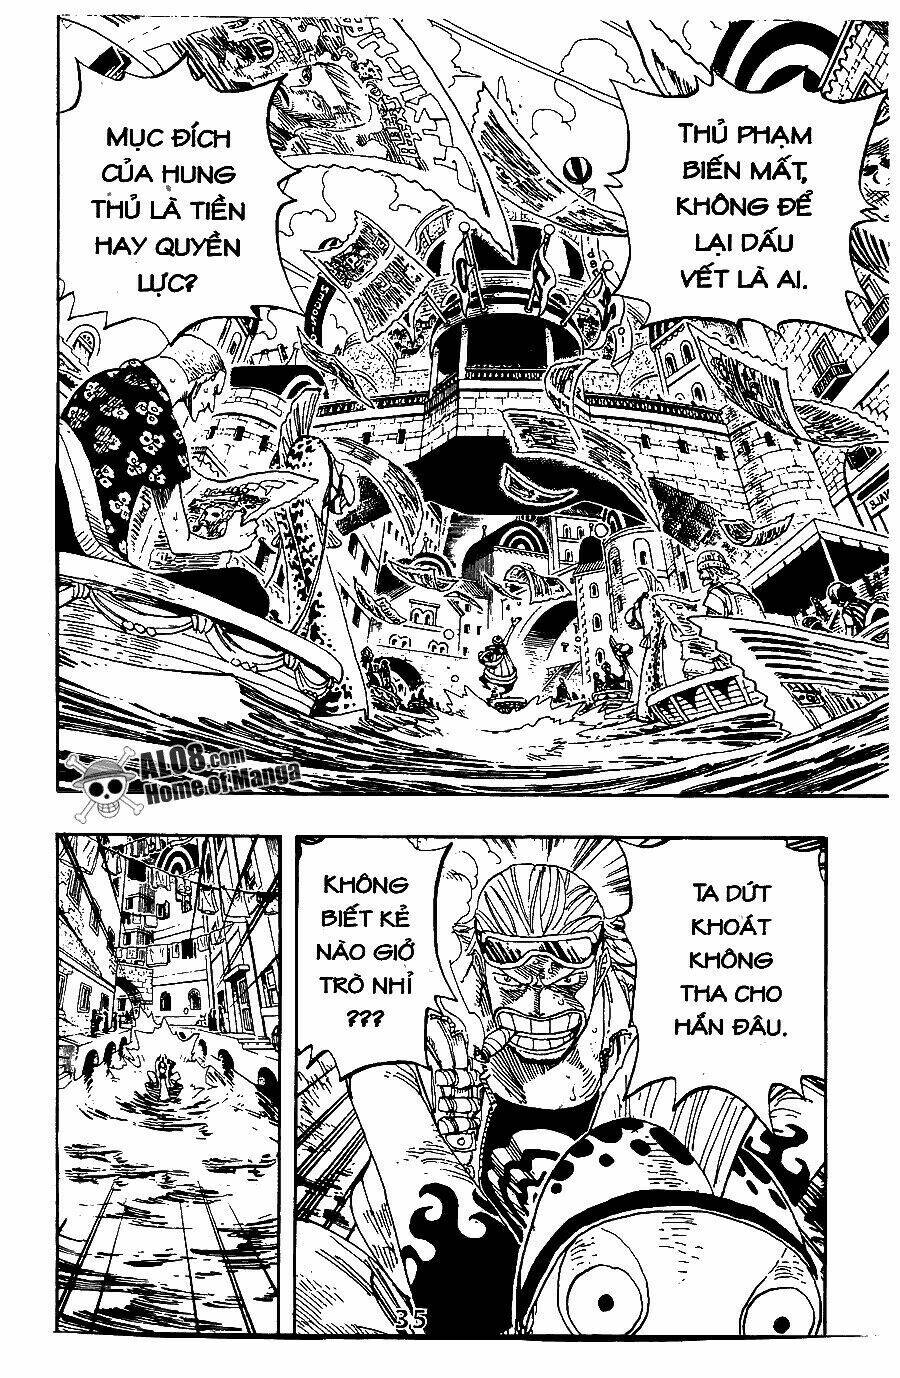 THỦ PHẠM
BIẾN MẤT,
KHÔNG ĐỂ
LẠI DẤU
VẾT LÀ AI.
MỤC ĐÍCH
CỦA HUNG
THỦ LÀ TIỀN
HAY QUYỀN
LỰC?
ALO8.com
Home of Manga
TA DỨT
KHOÁT
KHÔNG
THA CHO
HẮN ĐÂU.
KHÔNG
BIẾT KẺ
NÀO GIỞ
TRÒ NHỈ
???
35